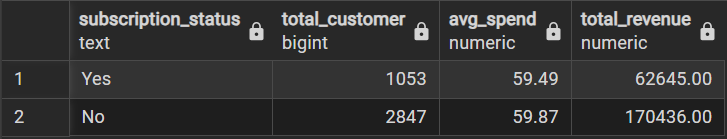 subscription_status total_customer avg_spend total_revenue
text bigint numeric numeric
1 Yes 1053 59.49 62645.00
2 No 2847 59.87 170436.00